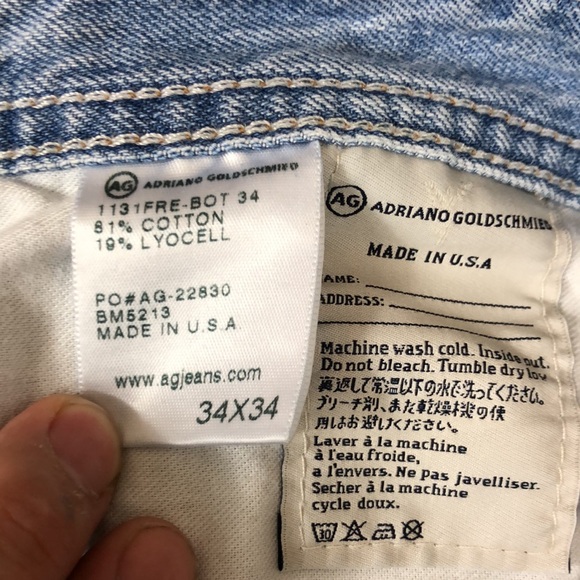 AG ADRIANO GOLDSCHMIED
1131FRE-BOT 34
81% COTTON
19% LYOCELL
PO#AG-22830
BM5213
MADE IN U.S.A.
www.agjeans.com
34X34
AG ADRIANO GOLDSCHMIED
MADE IN U.S.A
AME:
ADDRESS:
Machine wash cold. Inside out.
Do not bleach. Tumble dry low
裏返して常温以下の水で洗ってください。
ブリーチ剤、また乾燥機の使
用はお避けください。
Laver à la machine
à l'eau froide,
a l'envers. Ne pas javelliser.
Secher à la machine
cycle doux.
30